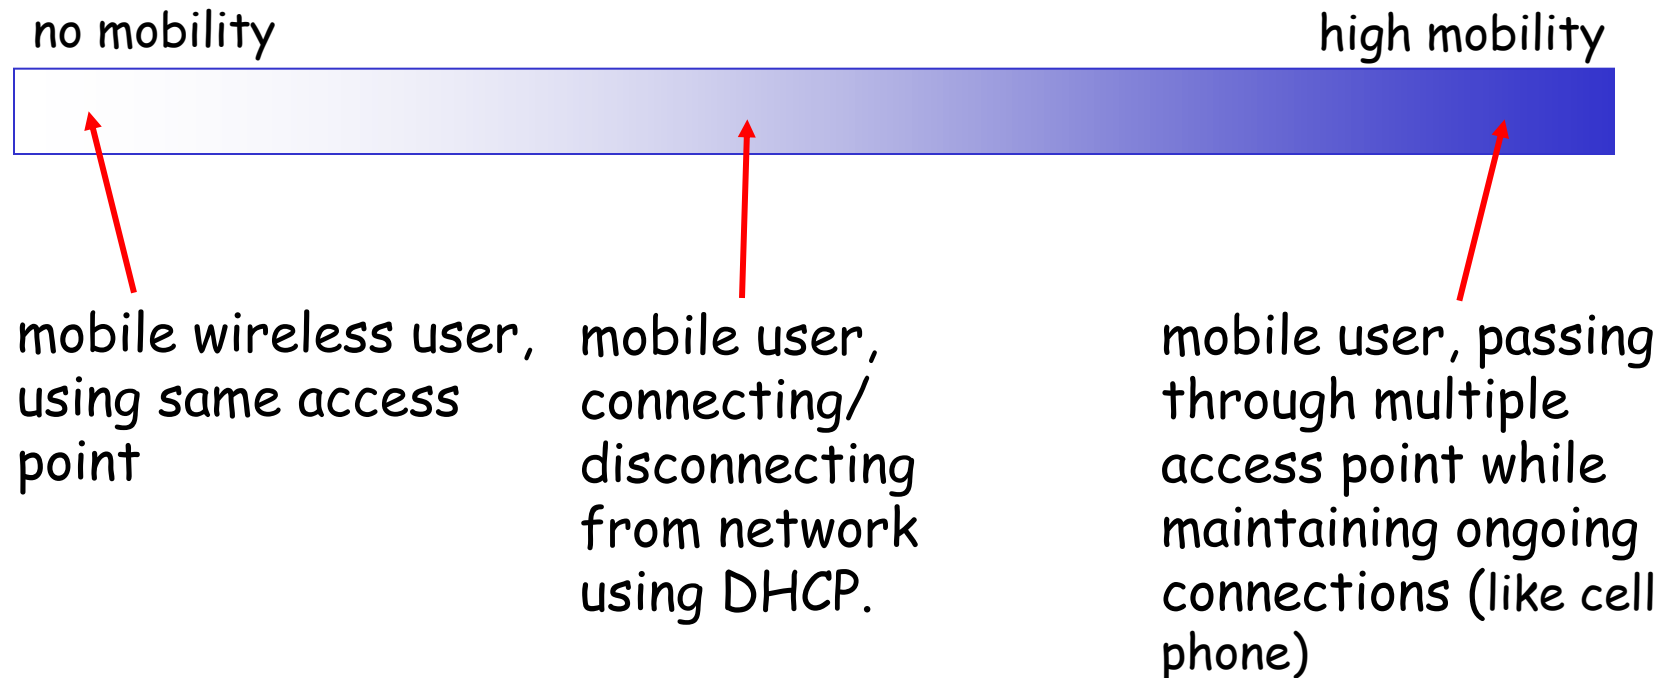 no mobility
high mobility
mobile wireless user,
using same access
point
mobile user,
connecting/
disconnecting
from network
using DHCP.
mobile user, passing
through multiple
access point while
maintaining ongoing
connections (like cell
phone)